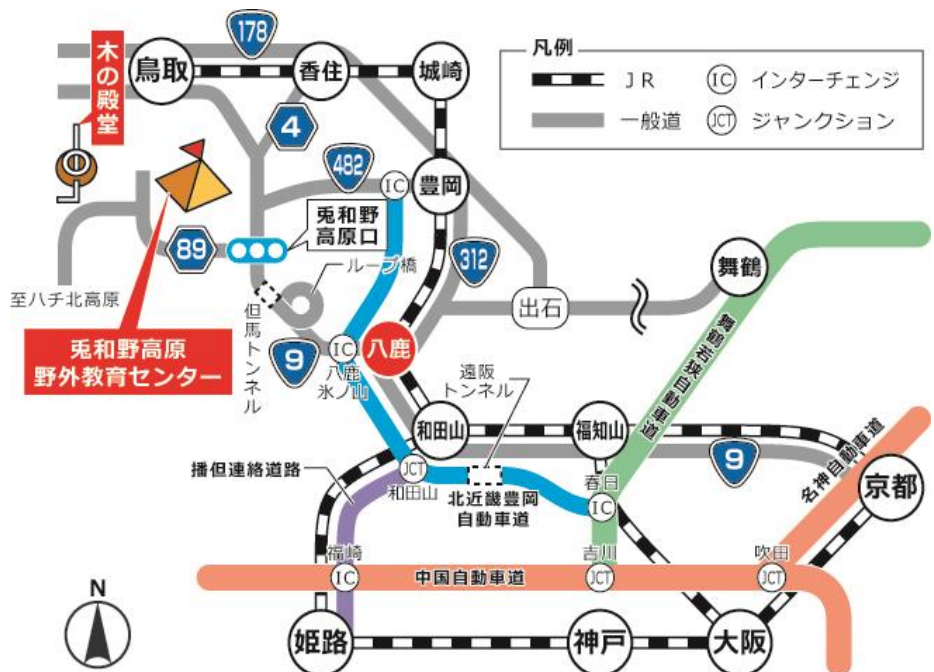 178
木の殿堂
鳥取
香住
城崎
凡例
JR
IC
インターチェンジ
一般道
JCT
ジャンクション
4
482
IC
豊岡
兎和野
高原口
89
312
舞鶴
ループ橋
至ハチ北高原
但馬トンネル
出石
兎和野高原
野外教育センター
9
IC
八鹿
八鹿
氷ノ山
遠阪
トンネル
舞鶴若狭自動車道
和田山
福知山
9
名神自動車道
京都
播但連絡道路
JCT
和田山
北近畿豊岡
自動車道
春日
IC
福崎
IC
中国自動車道
吉川
JCT
吹田
JCT
N
姫路
神戸
大阪